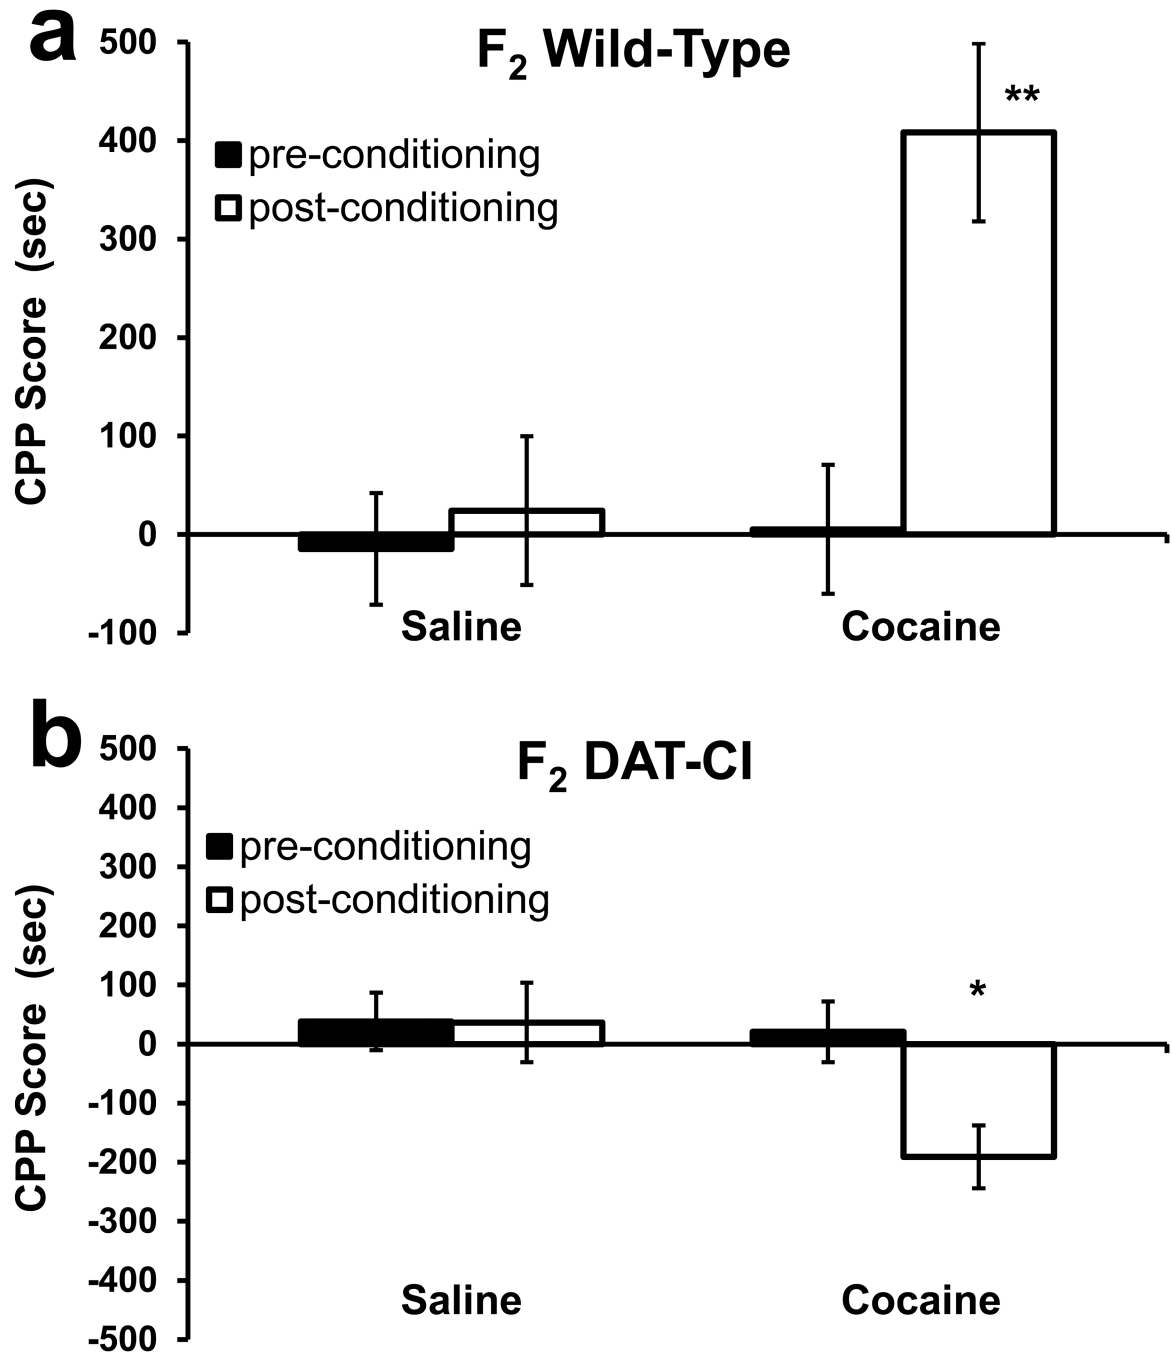 a
F2 Wild-Type
500
400
300
200
100
0
-100
CPP Score (sec)
pre-conditioning
post-conditioning
**
Saline
Cocaine
b
F2 DAT-CI
500
400
300
200
100
0
-100
-200
-300
-400
-500
CPP Score (sec)
pre-conditioning
post-conditioning
*
Saline
Cocaine